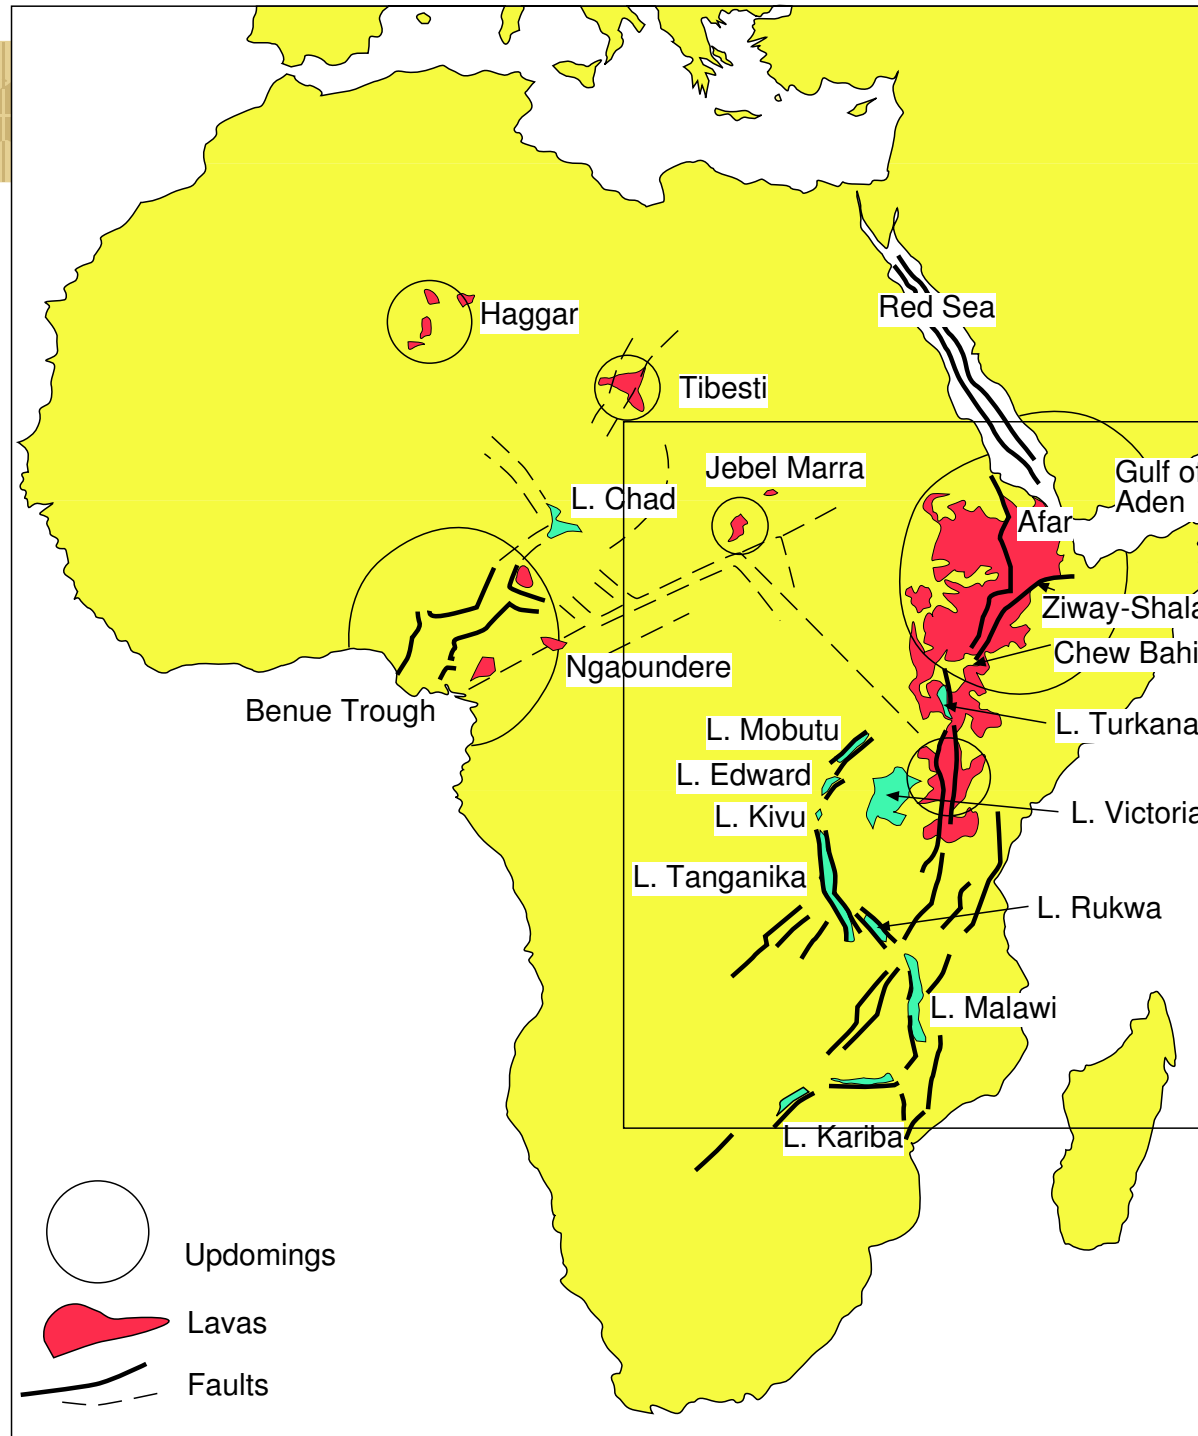 Red Sea
Haggar
Tibesti
Jebel Marra
Gulf of
Aden
L. Chad
Afar
Ziway-Shala
Chew Bahi
Ngaoundere
Benue Trough
L. Turkana
L. Mobutu
L. Edward
L. Kivu
L. Victoria
L. Tanganika
L. Rukwa
L. Malawi
L. Kariba
Updomings
Lavas
Faults